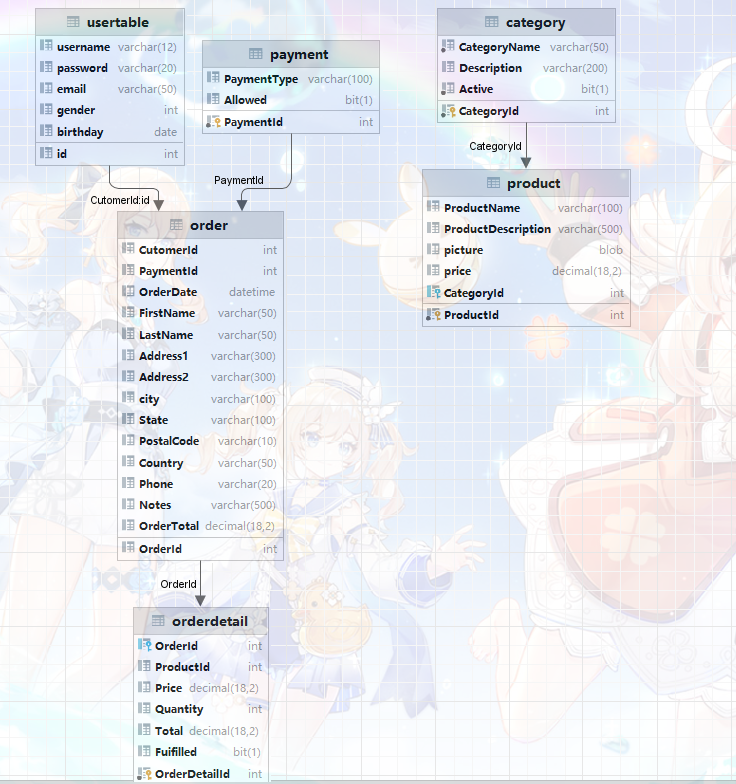 usertable
username varchar(12)
password varchar(20)
email varchar(50)
gender int
birthday date
id int
payment
PaymentType varchar(100)
Allowed bit(1)
PaymentId int
category
CategoryName varchar(50)
Description varchar(200)
Active bit(1)
CategoryId int
CategoryId
product
ProductName varchar(100)
ProductDescription varchar(500)
picture blob
price decimal(18,2)
CategoryId int
ProductId int
CutomerId:id
PaymentId
order
CutomerId int
PaymentId int
OrderDate datetime
FirstName varchar(50)
LastName varchar(50)
Address1 varchar(300)
Address2 varchar(300)
city varchar(100)
State varchar(100)
PostalCode varchar(10)
Country varchar(50)
Phone varchar(20)
Notes varchar(500)
OrderTotal decimal(18,2)
OrderId int
OrderId
orderdetail
OrderId int
ProductId int
Price decimal(18,2)
Quantity int
Total decimal(18,2)
Fuifilled bit(1)
OrderDetailId int